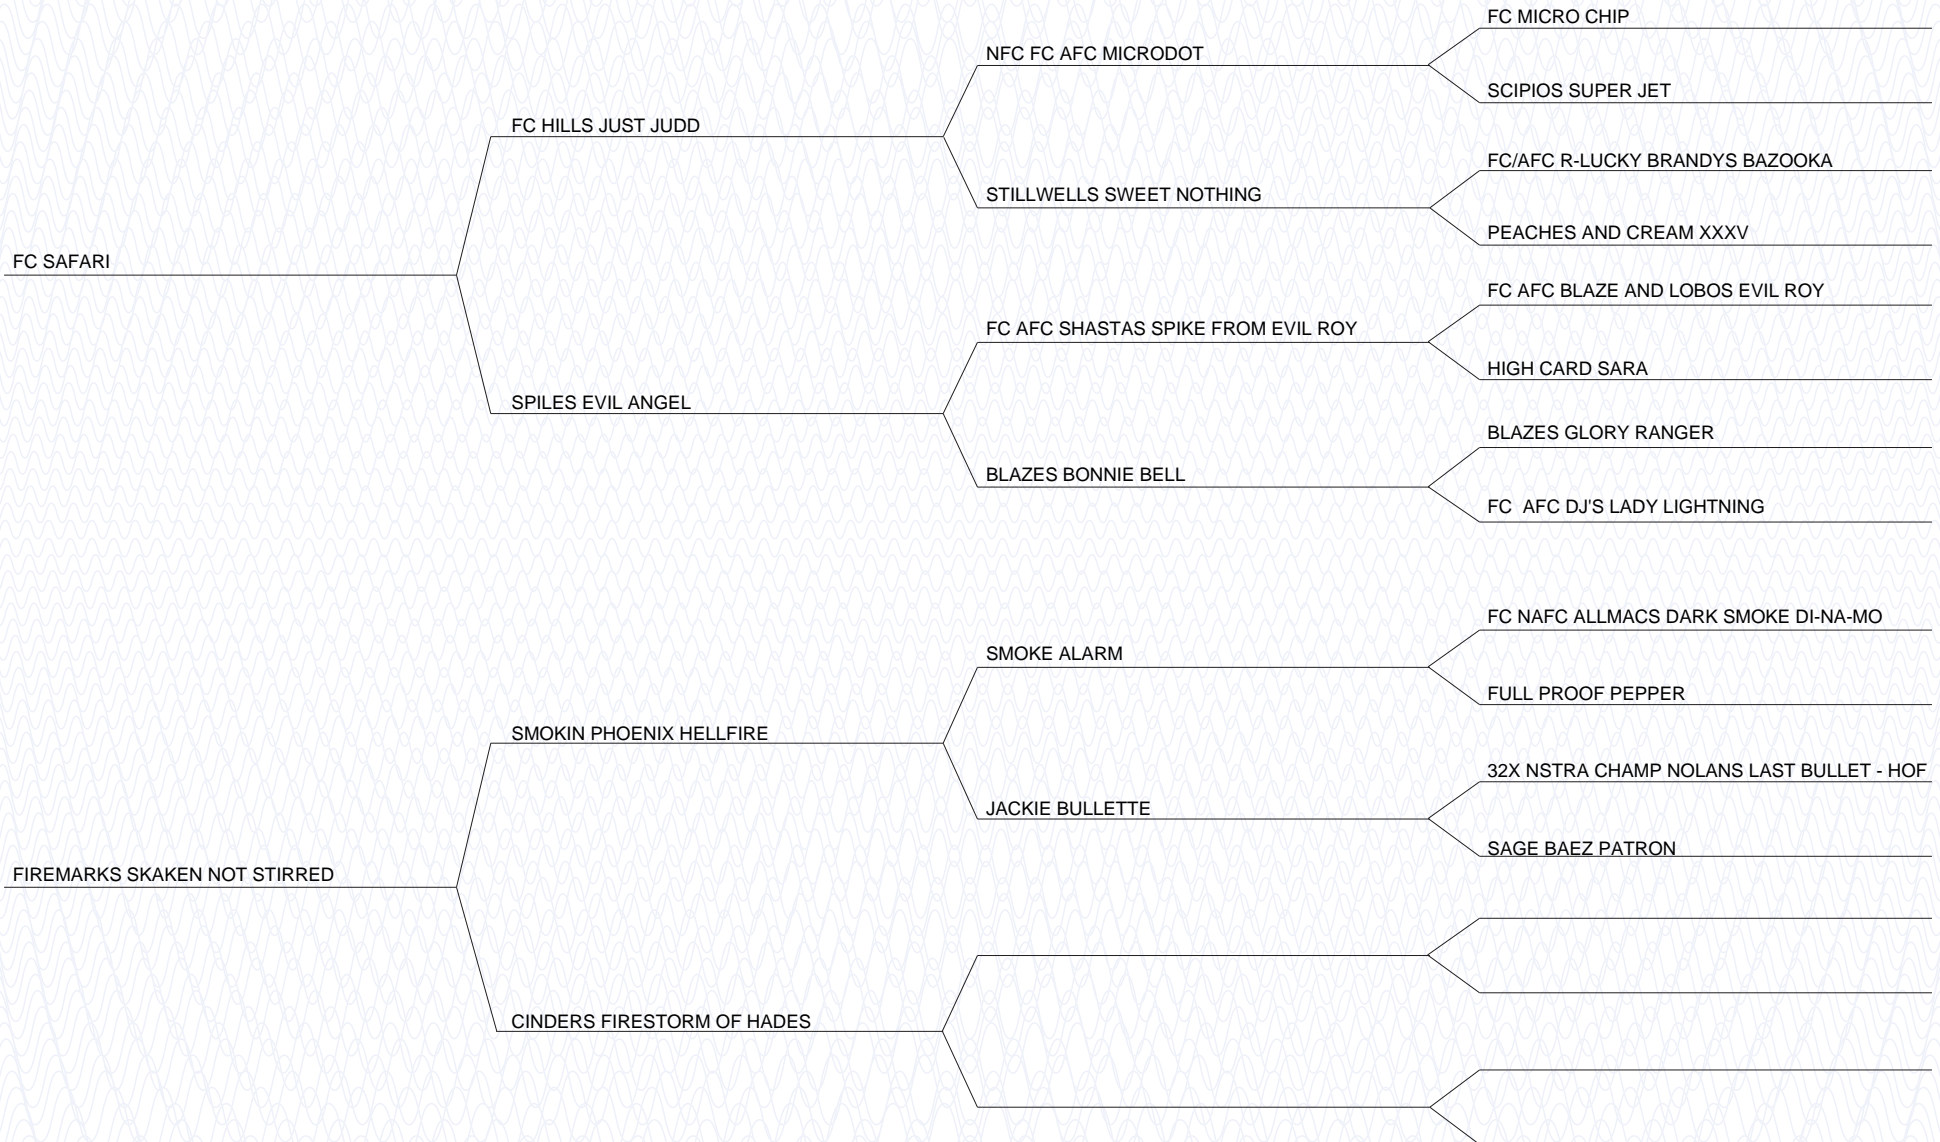 FC MICRO CHIP
NFC FC AFC MICRODOT
SCIPIOS SUPER JET
FC HILLS JUST JUDD
FC/AFC R-LUCKY BRANDYS BAZOOKA
STILLWELLS SWEET NOTHING
PEACHES AND CREAM XXXV
FC SAFARI
FC AFC BLAZE AND LOBOS EVIL ROY
FC AFC SHASTAS SPIKE FROM EVIL ROY
HIGH CARD SARA
SPILES EVIL ANGEL
BLAZES GLORY RANGER
BLAZES BONNIE BELL
FC  AFC DJ'S LADY LIGHTNING
FC NAFC ALLMACS DARK SMOKE DI-NA-MO
SMOKE ALARM
FULL PROOF PEPPER
SMOKIN PHOENIX HELLFIRE
32X NSTRA CHAMP NOLANS LAST BULLET - HOF
JACKIE BULLETTE
SAGE BAEZ PATRON
FIREMARKS SKAKEN NOT STIRRED
CINDERS FIRESTORM OF HADES